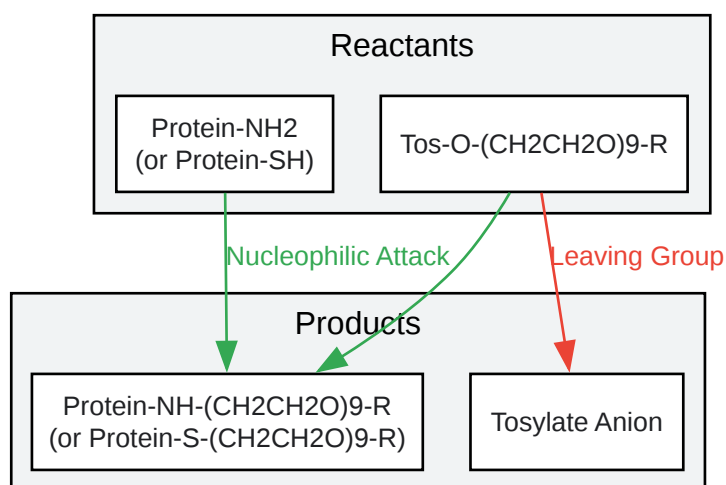 Reactants
Protein-NH2
(or Protein-SH)
Tos-O-(CH2CH2O)9-R
Nucleophilic Attack
Leaving Group
Products
Protein-NH-(CH2CH2O)9-R
(or Protein-S-(CH2CH2O)9-R)
Tosylate Anion